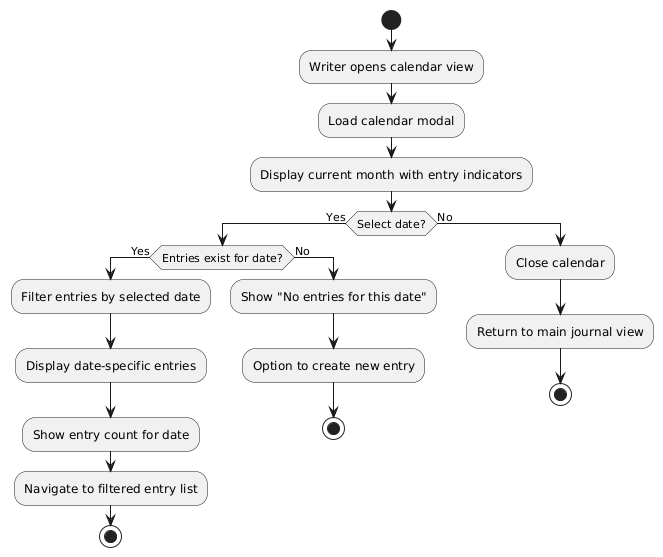 Writer opens calendar view
Load calendar modal
Display current month with entry indicators
Yes
Select date?
No
Yes
Entries exist for date?
No
Filter entries by selected date
Display date-specific entries
Show entry count for date
Navigate to filtered entry list
Show "No entries for this date"
Option to create new entry
Close calendar
Return to main journal view